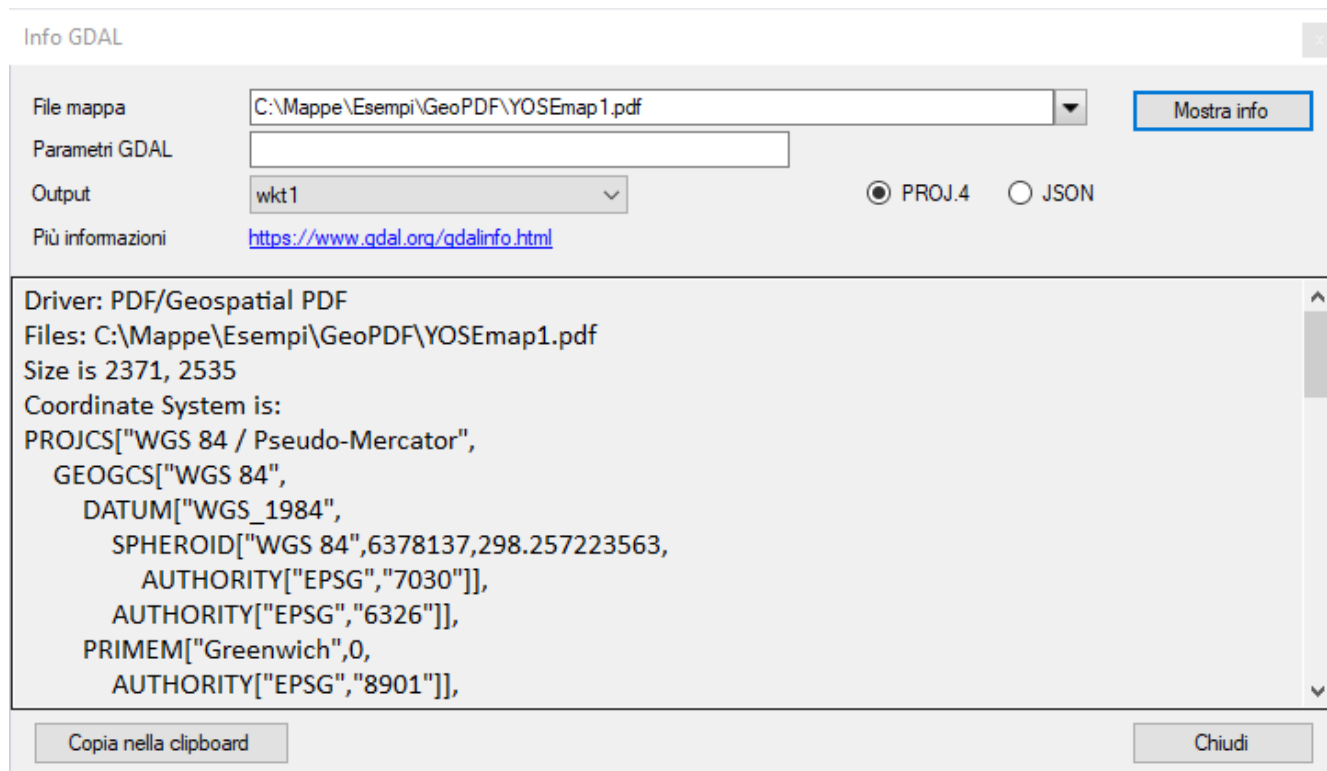 Info GDAL
File mappa C:\Mappe\Esempi\GeoPDF\YOSEmap1.pdf Mostra info
Parametri GDAL
Output wkt1 PROJ.4 JSON
Più informazioni https://www.gdal.org/gdalinfo.html
Driver: PDF/Geospatial PDF
Files: C:\Mappe\Esempi\GeoPDF\YOSEmap1.pdf
Size is 2371, 2535
Coordinate System is:
PROJCS["WGS 84 / Pseudo-Mercator",
GEOGCS["WGS 84",
DATUM["WGS_1984",
SPHEROID["WGS 84",6378137,298.257223563,
AUTHORITY["EPSG","7030"]],
AUTHORITY["EPSG","6326"]],
PRIMEM["Greenwich",0,
AUTHORITY["EPSG","8901"]],
Copia nella clipboard Chiudi